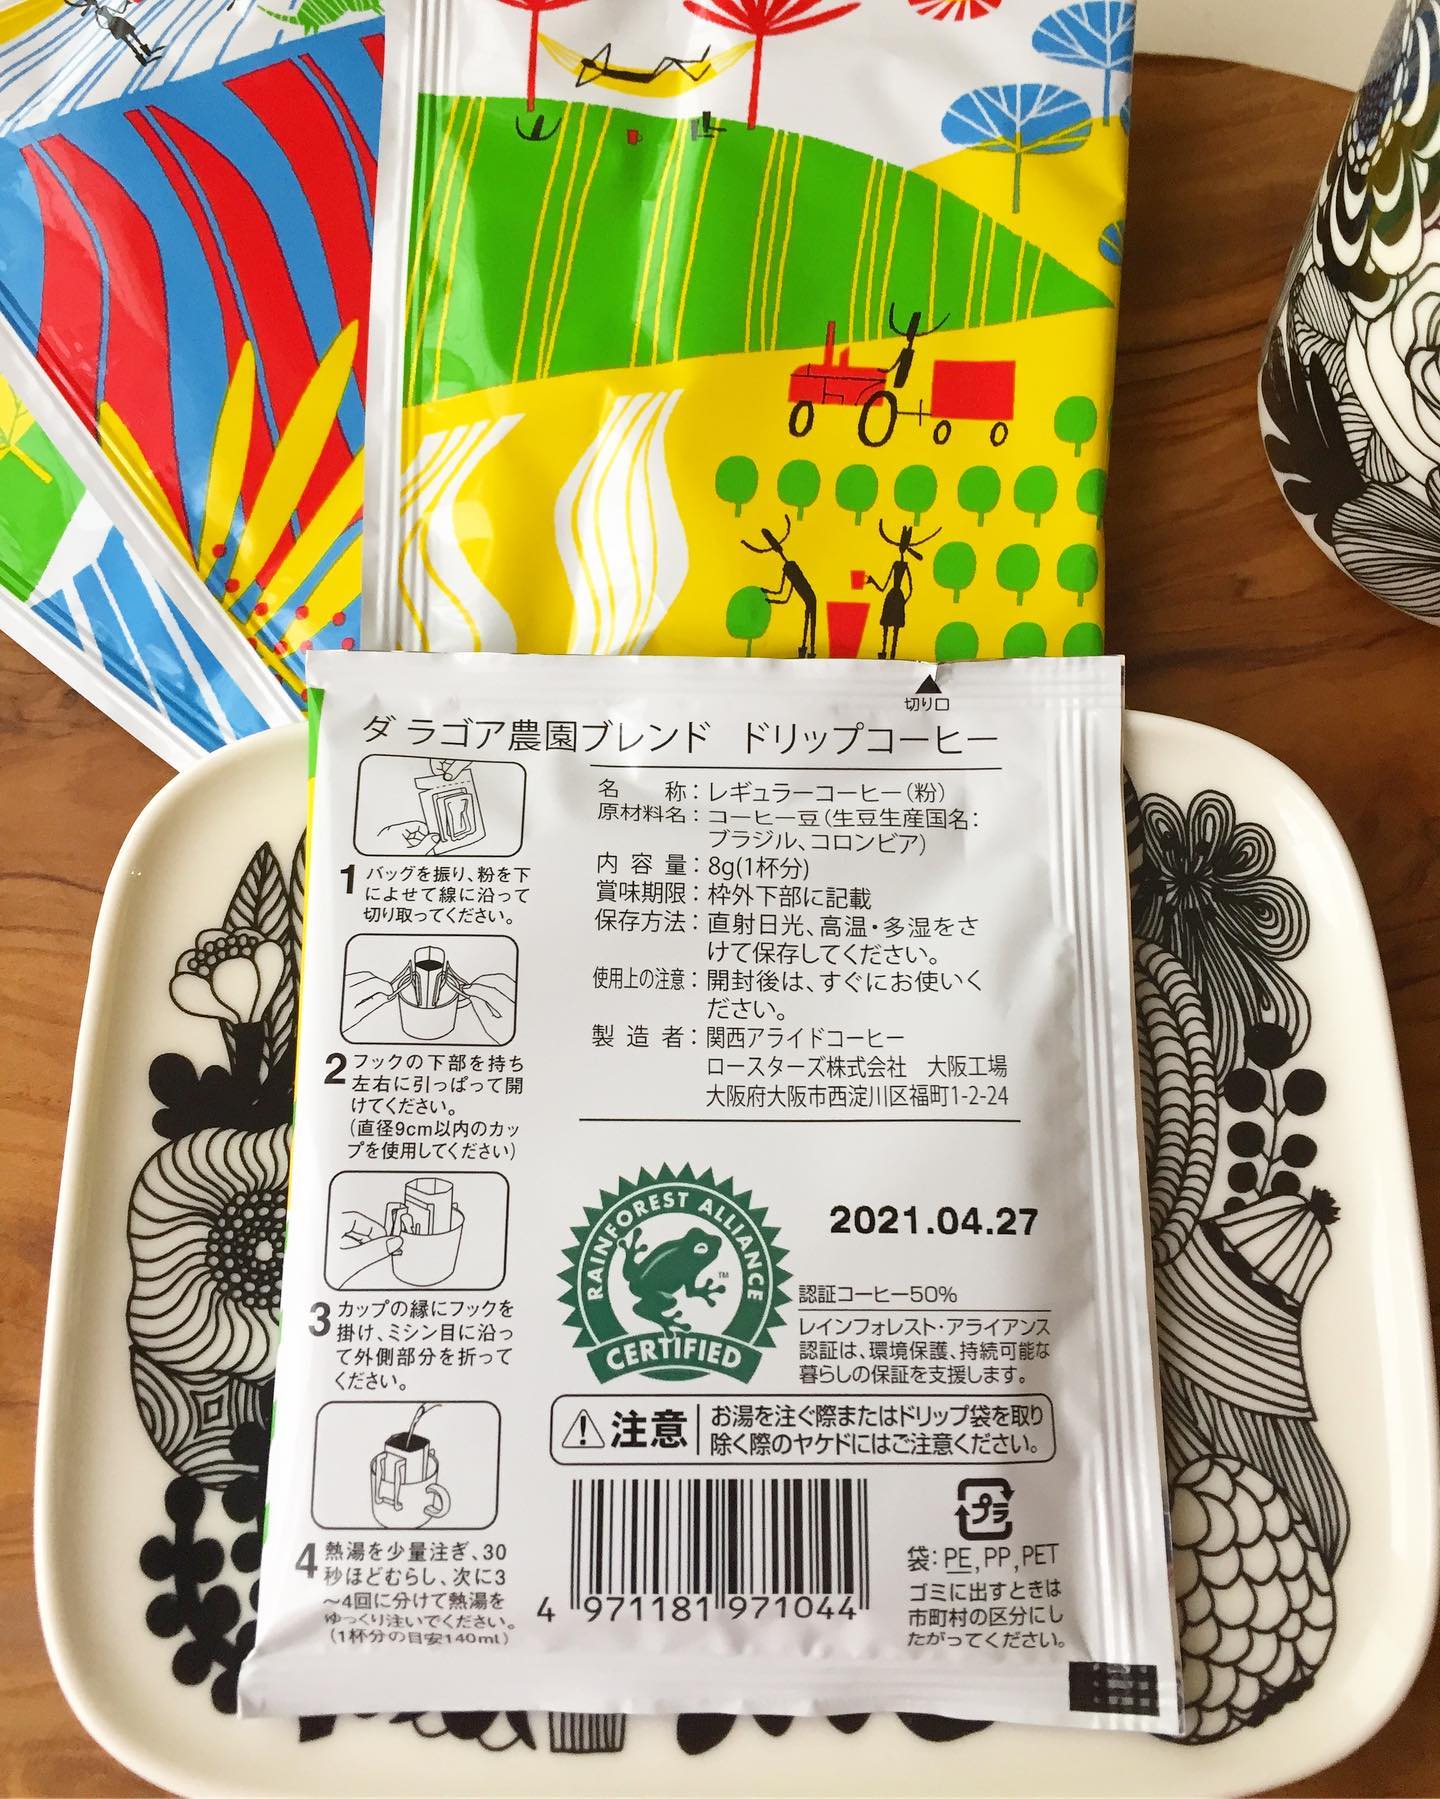 切り口
ダ ラゴア農園ブレンド ドリップコーヒー
1 バッグを振り、粉を下
によせて線に沿って
切り取ってください。
2 フックの下部を持ち
左右に引っぱって開
けてください。
(直径9cm以内のカッ
プを使用してください)
3 カップの縁にフックを
掛け、ミシン目に沿っ
て外側部分を折って
ください。
4 熱湯を少量注ぎ、30
秒ほどむらし、次に3
～4回に分けて熱湯を
ゆっくり注いでください。
(1杯分の目安140ml)
名 称：レギュラーコーヒー(粉)
原材料名：コーヒー豆(生豆生産国名：
ブラジル、コロンビア)
内 容 量：8g(1杯分)
賞味期限：枠外下部に記載
保存方法：直射日光、高温・多湿をさ
けて保存してください。
使用上の注意：開封後は、すぐにお使いく
ださい。
製 造 者：関西アライドコーヒー
ロースターズ株式会社 大阪工場
大阪府大阪市西淀川区福町1-2-24
RAINFOREST ALLIANCE
TM
CERTIFIED
2021.04.27
認証コーヒー50%
レインフォレスト・アライアンス
認証は、環境保護、持続可能な
暮らしの保証を支援します。
注意 お湯を注ぐ際またはドリップ袋を取り
除く際のヤケドにはご注意ください。
4 971181 971044
プラ
袋：PE,PP,PET
ゴミに出すときは
市町村の区分にし
たがってください。